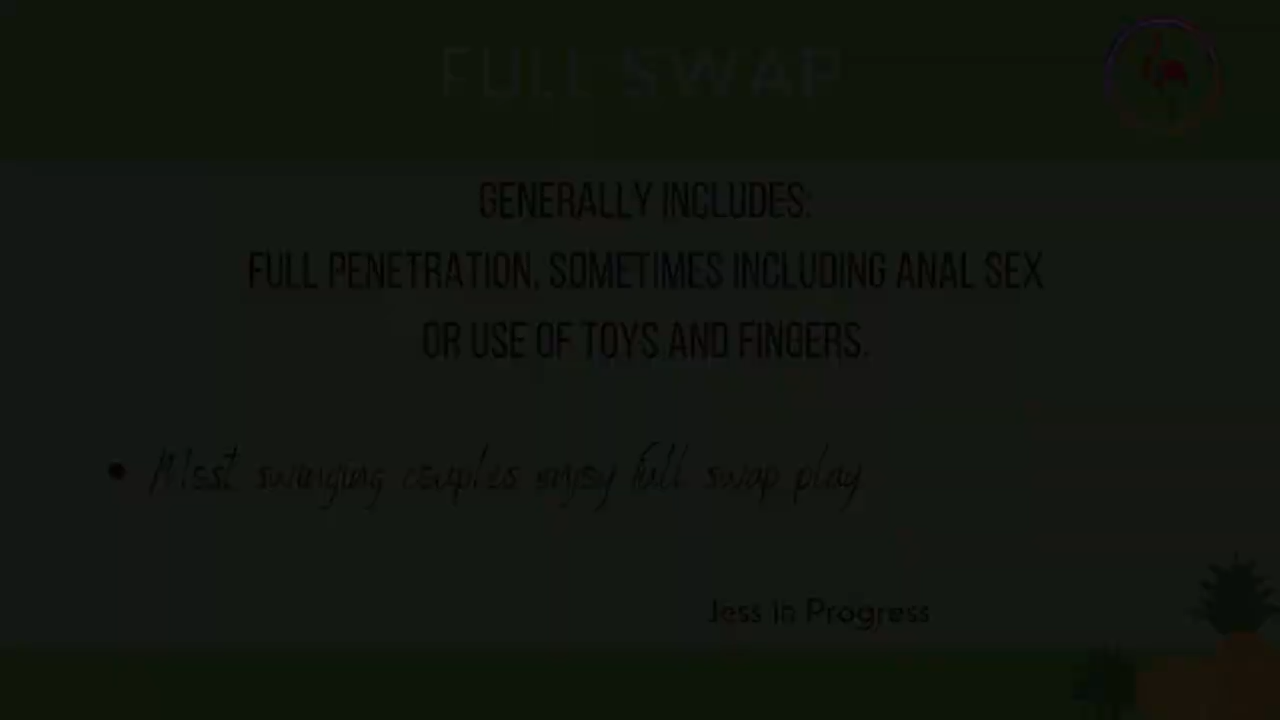 FULL SWAP
GENERALLY INCLUDES:
FULL PENETRATION, SOMETIMES INCLUDING ANAL SEX
OR USE OF TOYS AND FINGERS.
• Most swinging couples enjoy full swap play
Jess in Progress